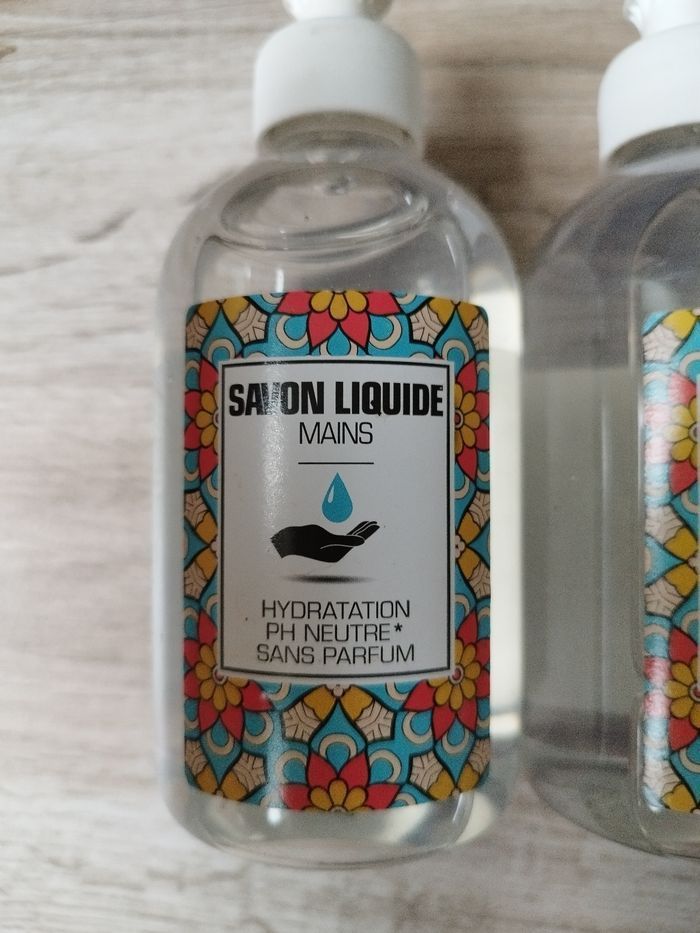 SAVON LIQUIDE
MAINS
HYDRATATION
PH NEUTRE*
SANS PARFUM